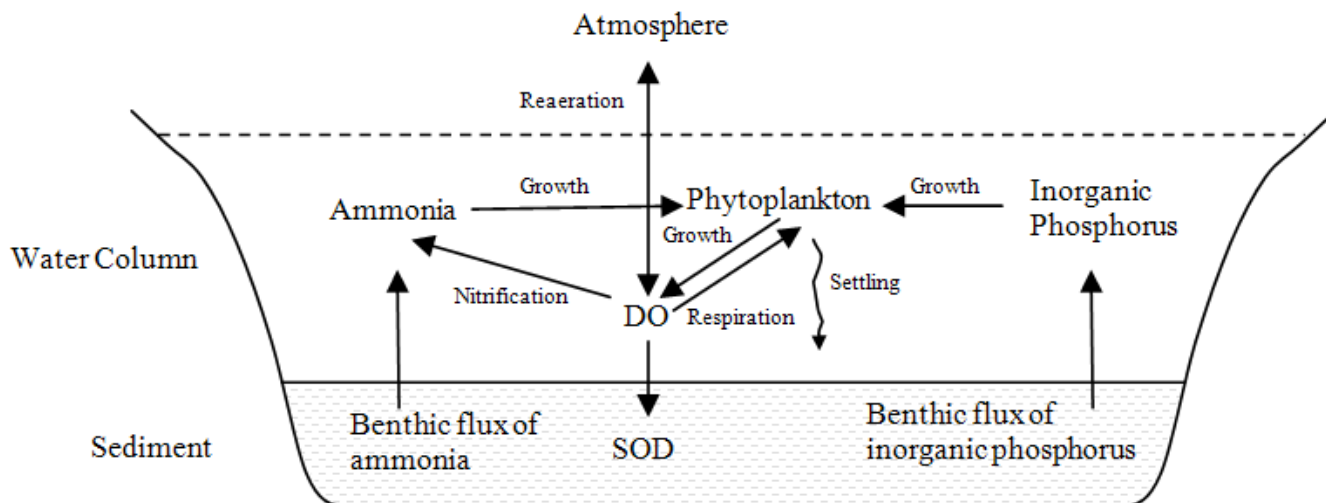 Atmosphere
Reaeration
Growth
Phytoplankton
Growth
Inorganic
Phosphorus
Ammonia
Growth
Water Column
Settling
Nitrification
DO
Respiration
Benthic flux of
ammonia
SOD
Benthic flux of
inorganic phosphorus
Sediment